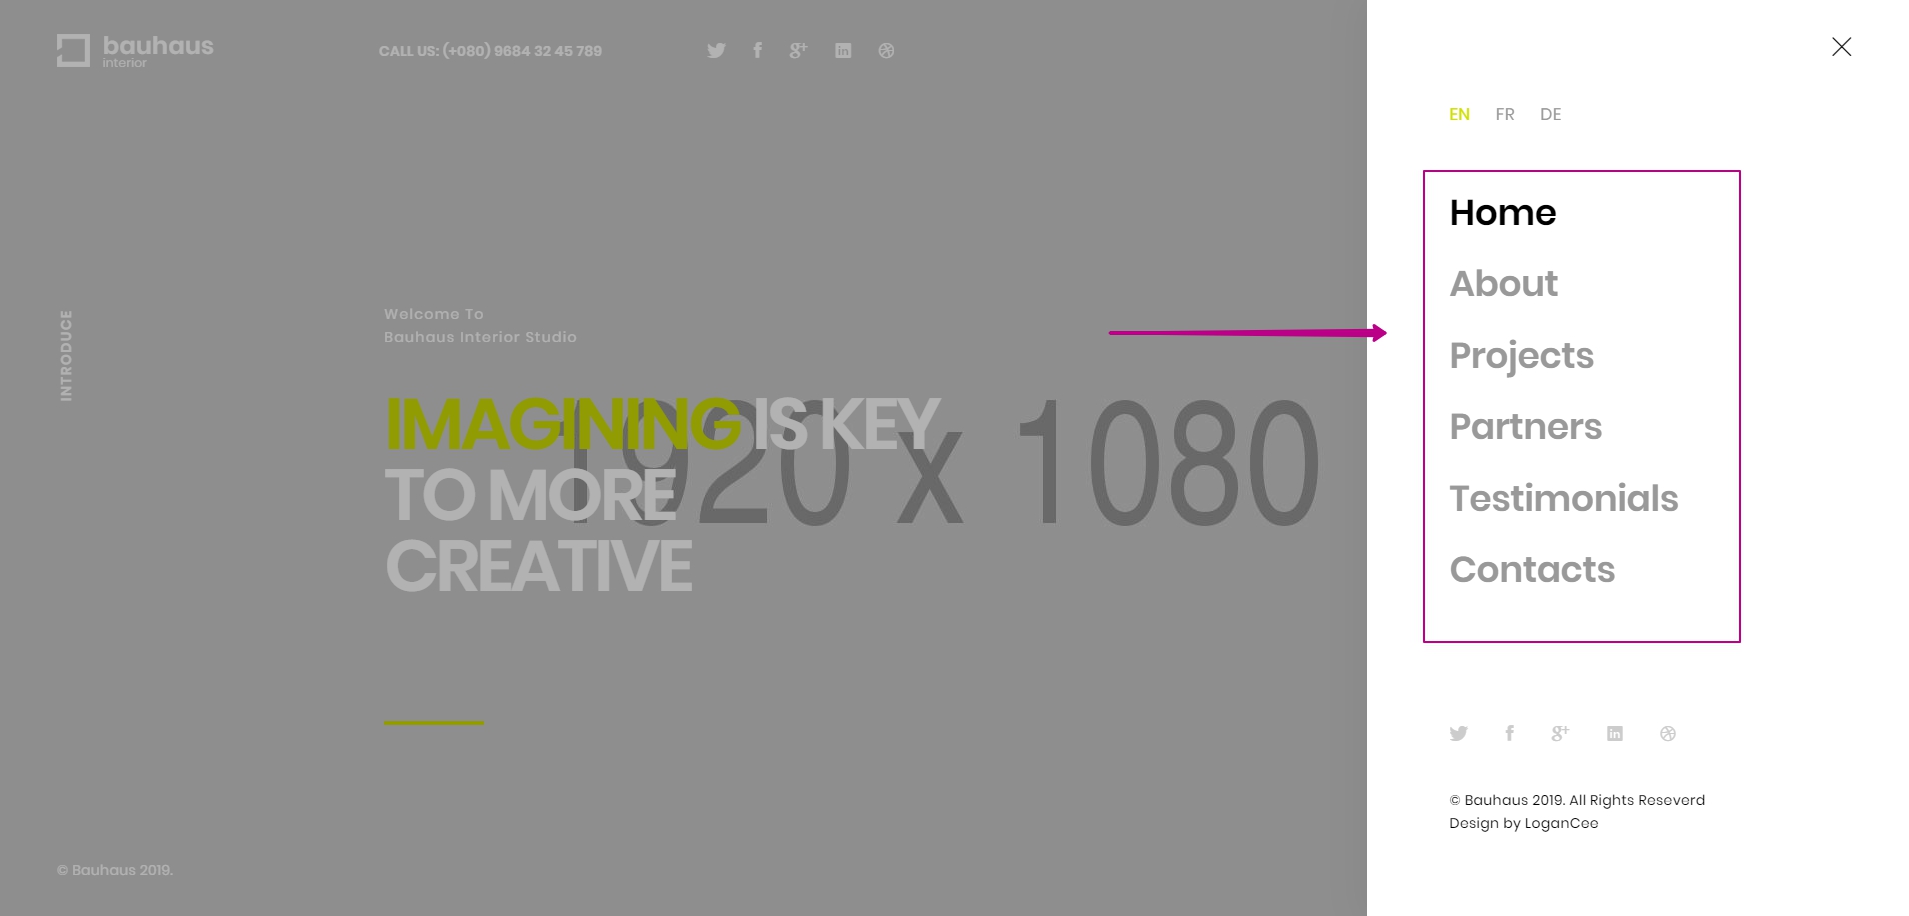 bauhaus
interior
CALL US: (+080) 9684 32 45 789
EN FR DE
Home
About
Projects
Partners
Testimonials
Contacts
INTRODUCE
Welcome To
Bauhaus Interior Studio
IMAGINING IS KEY
TO MORE
CREATIVE
1920 x 1080
© Bauhaus 2019. All Rights Reseverd
Design by LoganCee
© Bauhaus 2019.